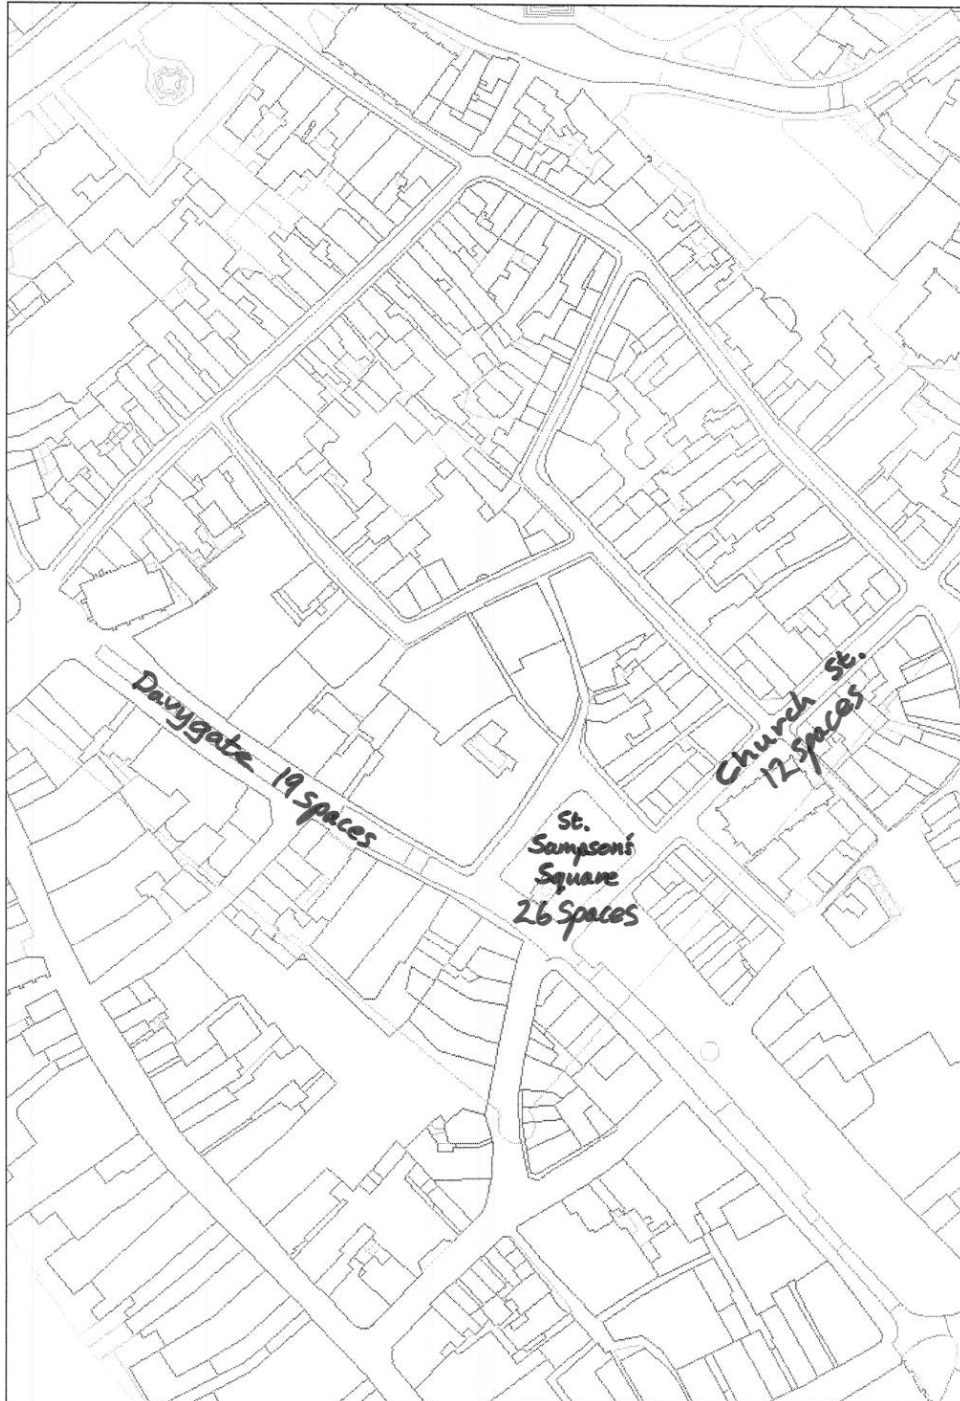 Davygate 19 spaces
Church St.
12 spaces
St.
Sampson's
Square
26 Spaces